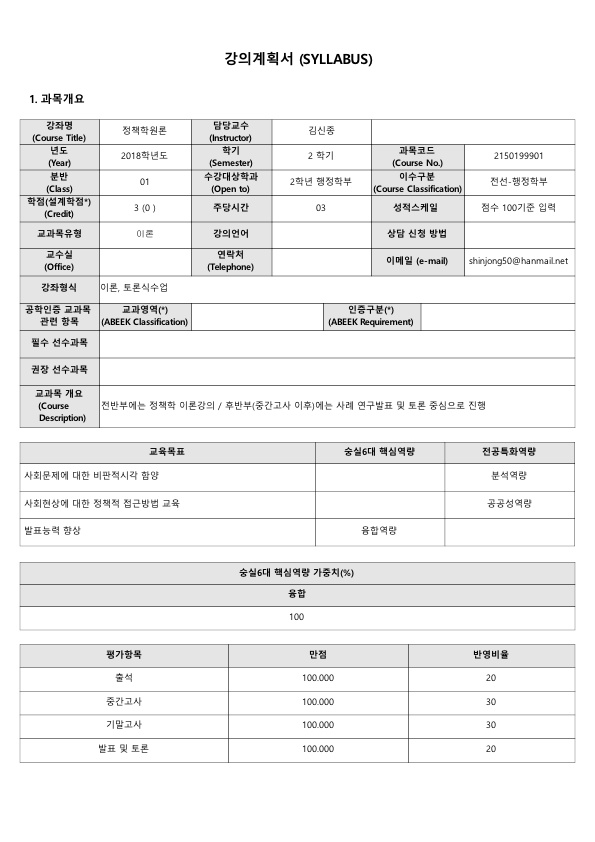 강의계획서 (SYLLABUS)
1. 과목개요
강좌명 (Course Title) 정책학원론 담당교수 (Instructor) 김신종
년도 (Year) 2018학년도 학기 (Semester) 2 학기 과목코드 (Course No.) 2150199901
분반 (Class) 01 수강대상학과 (Open to) 2학년 행정학부 이수구분 (Course Classification) 전선-행정학부
학점(설계학점*) (Credit) 3 (0 ) 주당시간 03 성적스케일 점수 100기준 입력
교과목유형 이론 강의언어 상담 신청 방법
교수실 (Office) 연락처 (Telephone) 이메일 (e-mail) shinjong50@hanmail.net
강좌형식 이론, 토론식수업
공학인증 교과목 관련 항목 교과영역(*) (ABEEK Classification) 인증구분(*) (ABEEK Requirement)
필수 선수과목
권장 선수과목
교과목 개요 (Course Description) 전반부에는 정책학 이론강의 / 후반부(중간고사 이후)에는 사례 연구발표 및 토론 중심으로 진행
교육목표 숭실6대 핵심역량 전공특화역량
사회문제에 대한 비판적시각 함양 분석역량
사회현상에 대한 정책적 접근방법 교육 공공성역량
발표능력 향상 융합역량
숭실6대 핵심역량 가중치(%)
융합
100
평가항목 만점 반영비율
출석 100.000 20
중간고사 100.000 30
기말고사 100.000 30
발표 및 토론 100.000 20